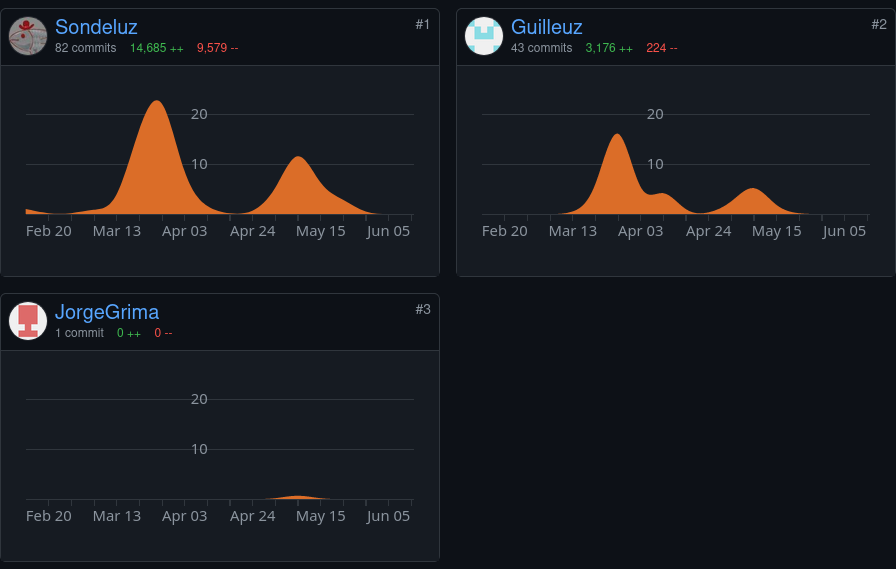 Sondeluz #1
82 commits 14,685 ++ 9,579 --
20
10
Feb 20 Mar 13 Apr 03 Apr 24 May 15 Jun 05
Guilleuz #2
43 commits 3,176 ++ 224 --
20
10
Feb 20 Mar 13 Apr 03 Apr 24 May 15 Jun 05
JorgeGrima #3
1 commit 0 ++ 0 --
20
10
Feb 20 Mar 13 Apr 03 Apr 24 May 15 Jun 05